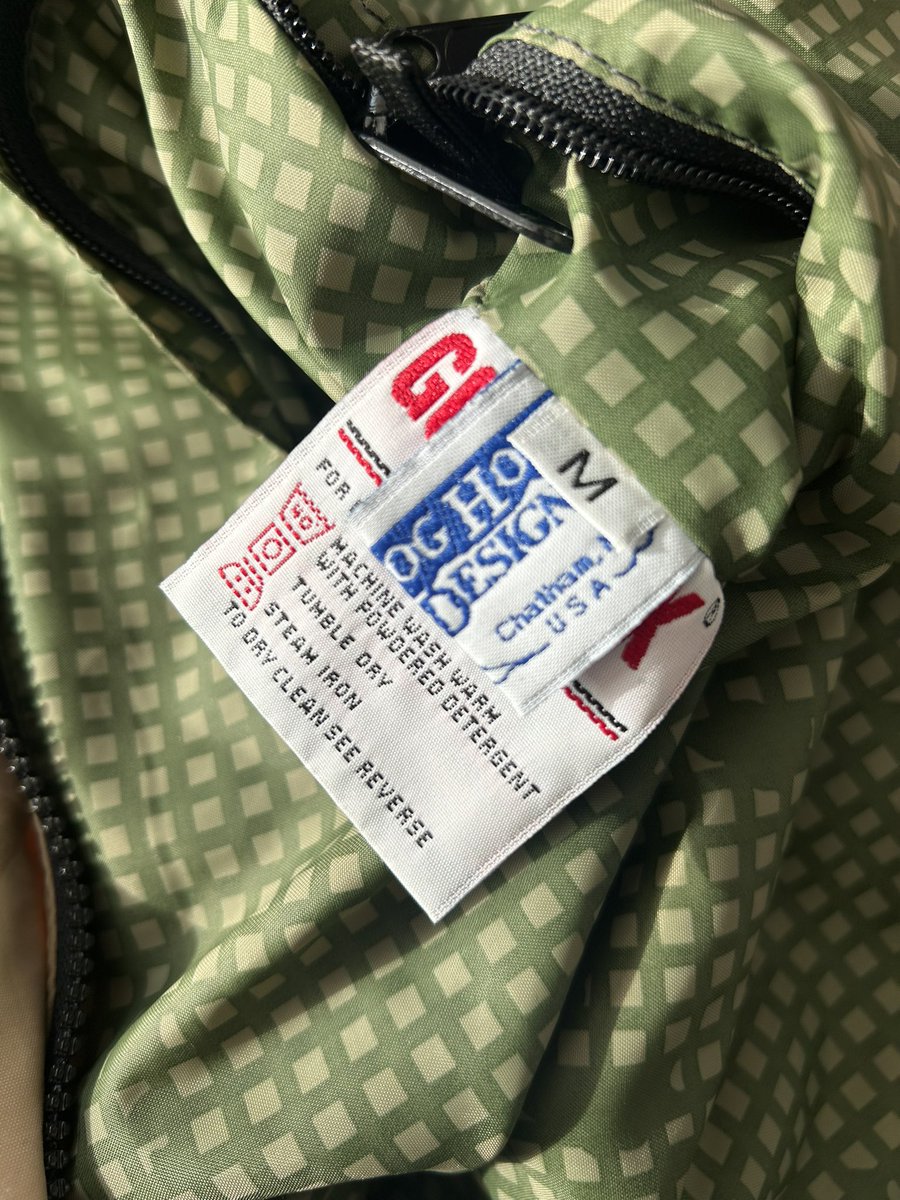 M
OG HO
DESIGN
Chatham,
USA
®
FOR
40
MACHINE WASH WARM
WITH POWDERED DETERGENT
TUMBLE DRY
STEAM IRON
TO DRY CLEAN SEE REVERSE